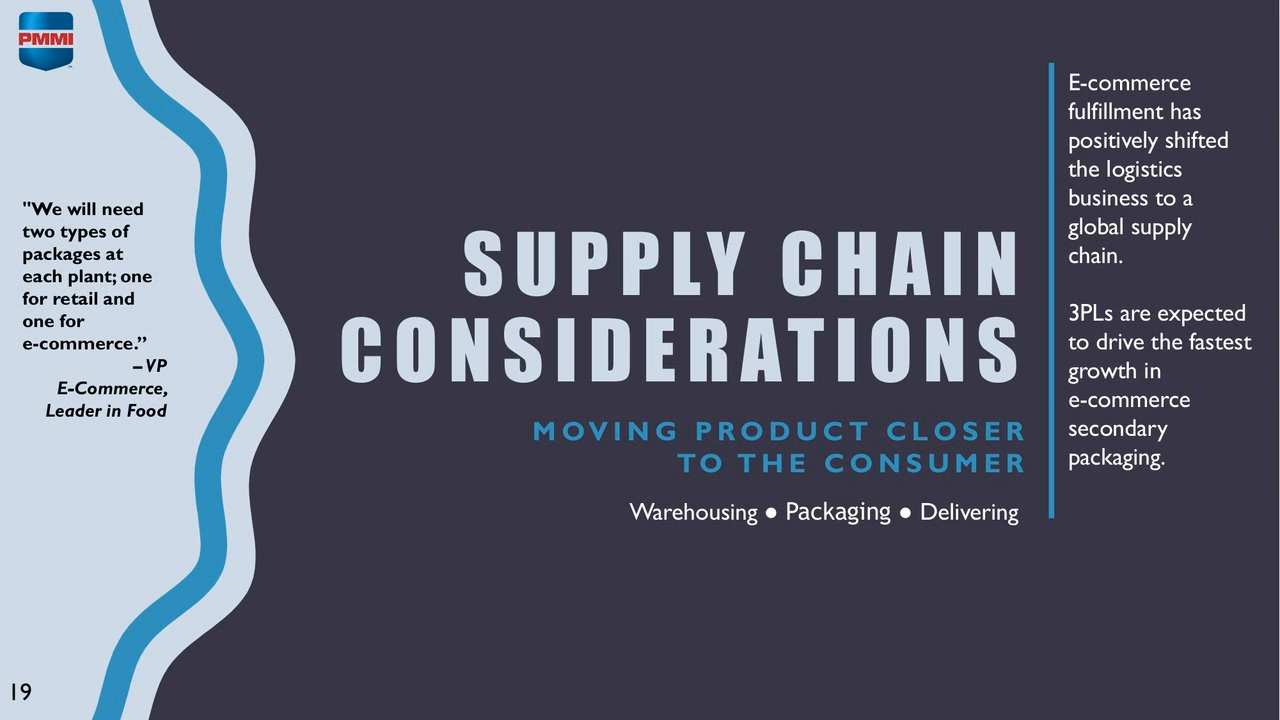 PMMI
"We will need
two types of
packages at
each plant; one
for retail and
one for
e-commerce.”
– VP
E-Commerce,
Leader in Food
SUPPLY CHAIN
CONSIDERATIONS
MOVING PRODUCT CLOSER
TO THE CONSUMER
Warehousing ● Packaging ● Delivering
E-commerce
fulfillment has
positively shifted
the logistics
business to a
global supply
chain.
3PLs are expected
to drive the fastest
growth in
e-commerce
secondary
packaging.
19